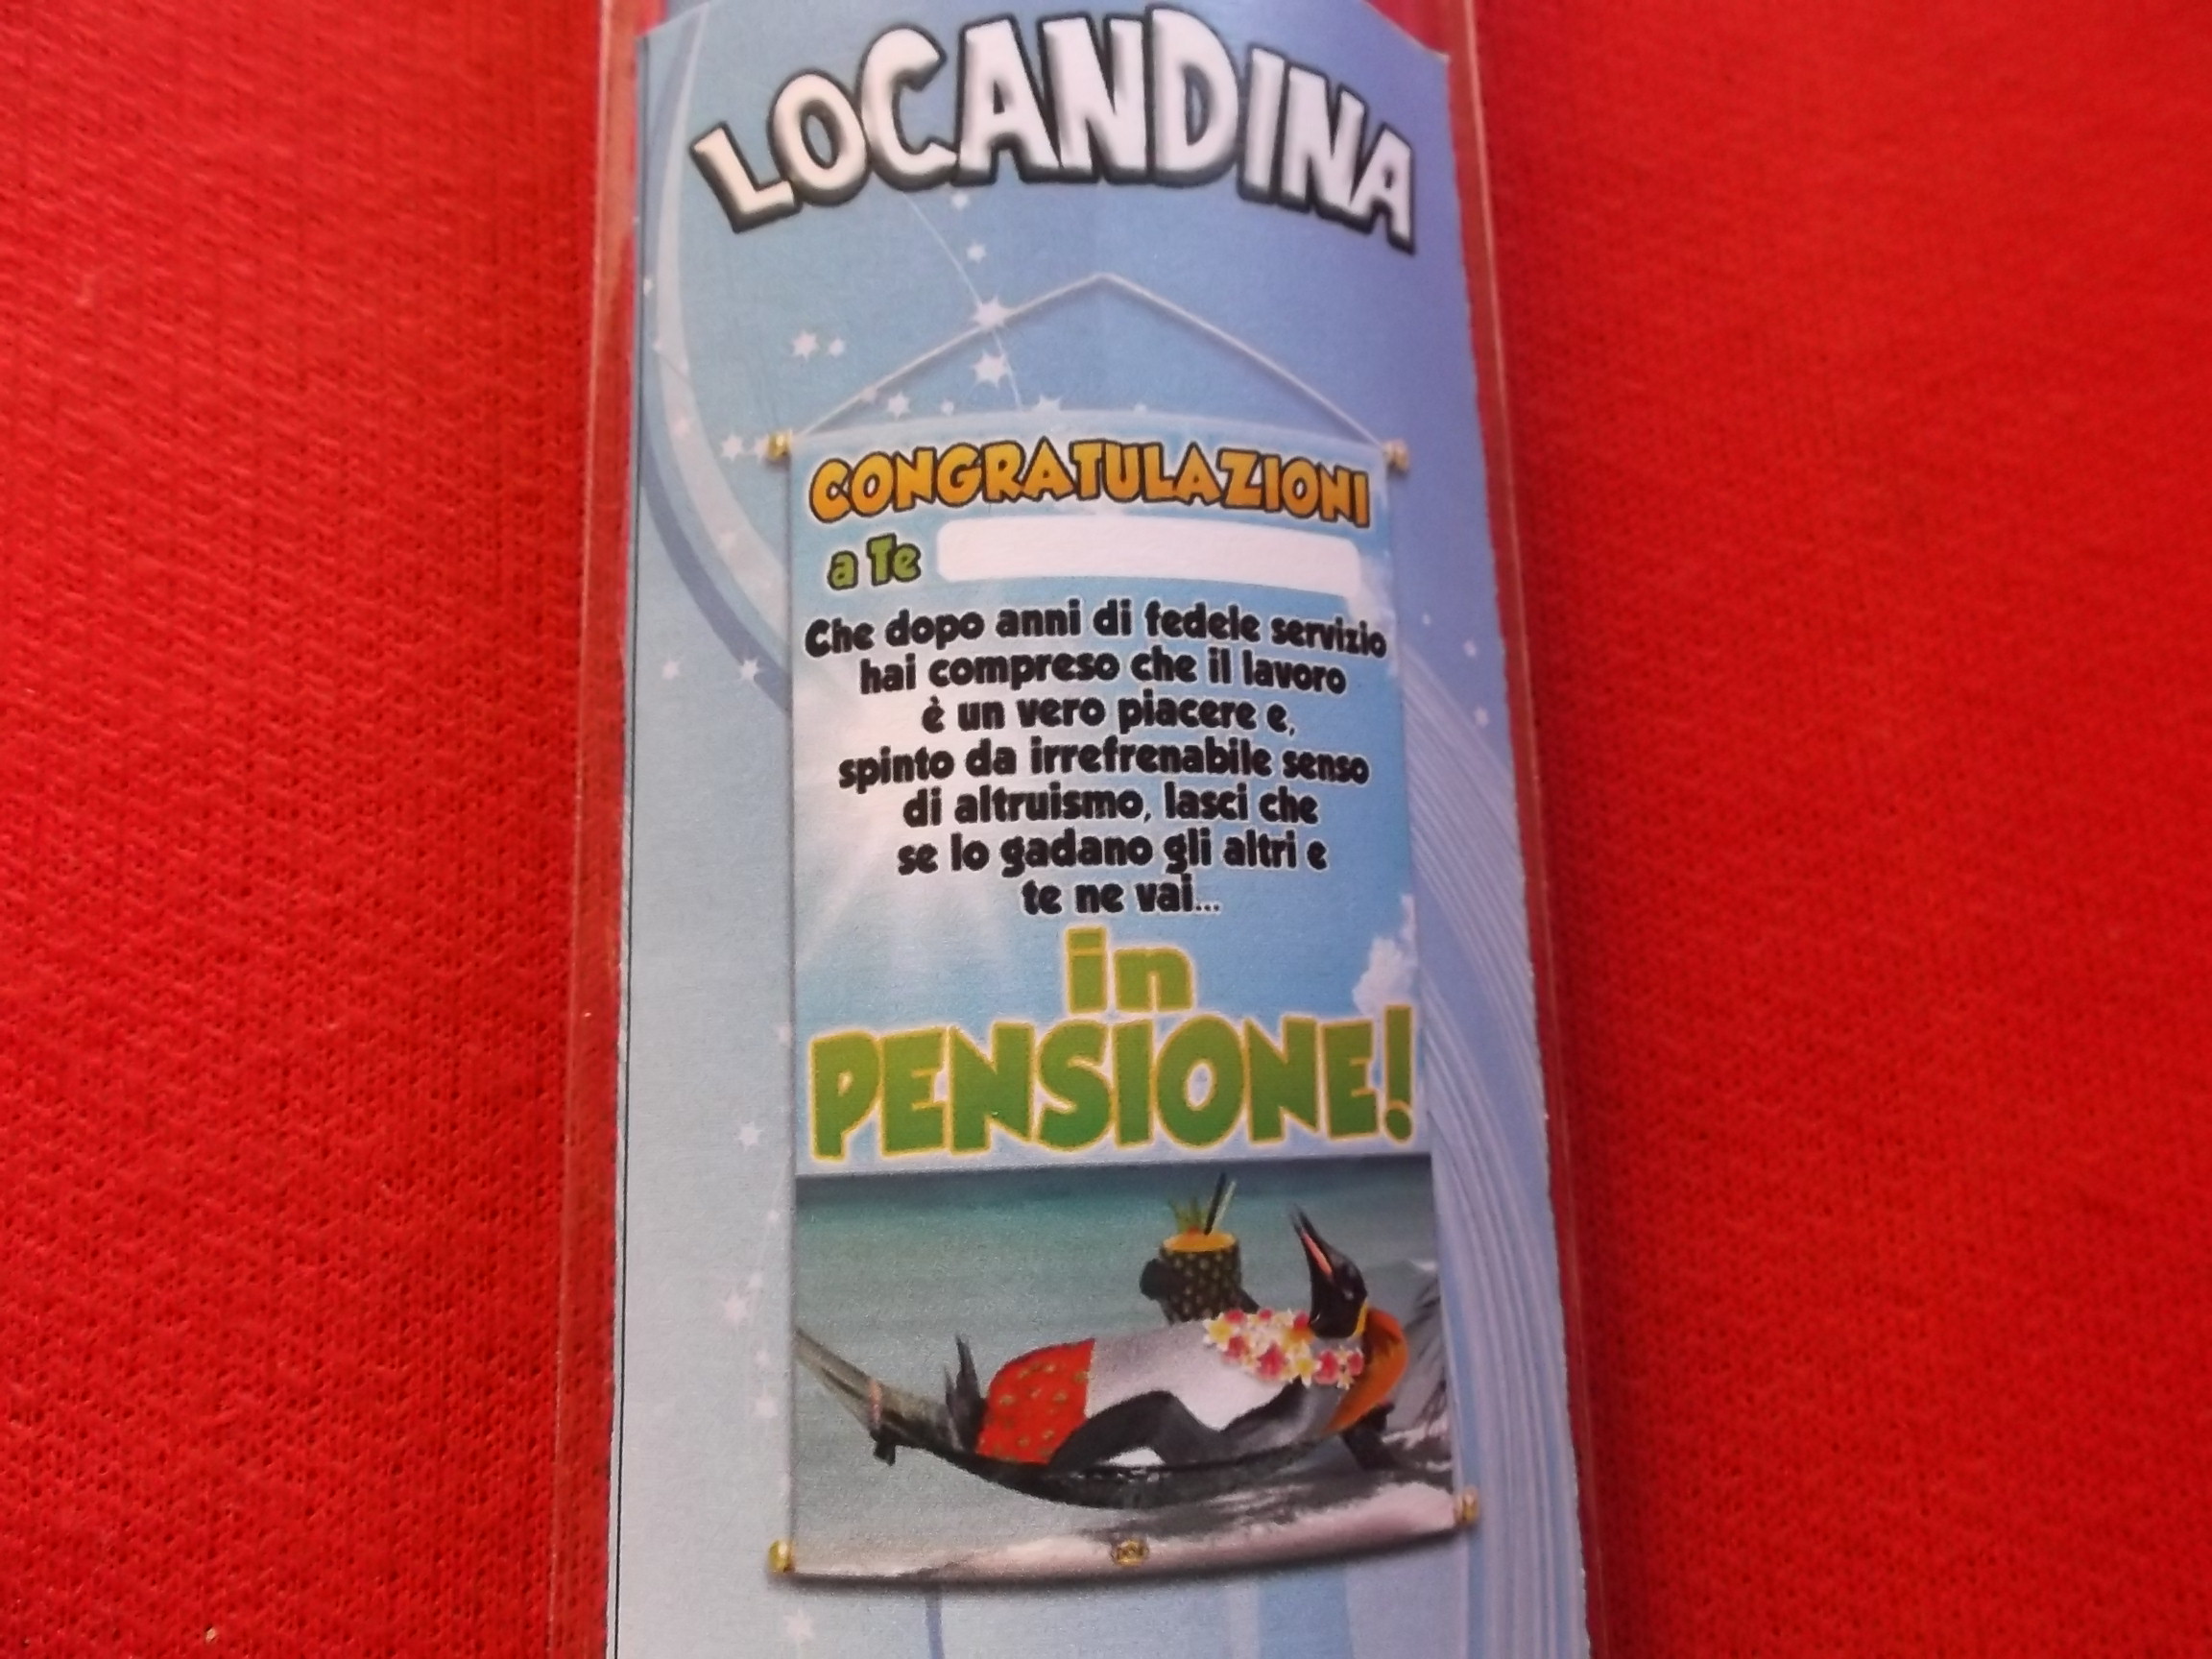 LOCANDINA
CONGRATULAZIONI
a Te
Che dopo anni di fedele servizio
hai compreso che il lavoro
è un vero piacere e,
spinto da irrefrenabile senso
di altruismo, lasci che
se lo gadano gli altri e
te ne vai...
in
PENSIONE!